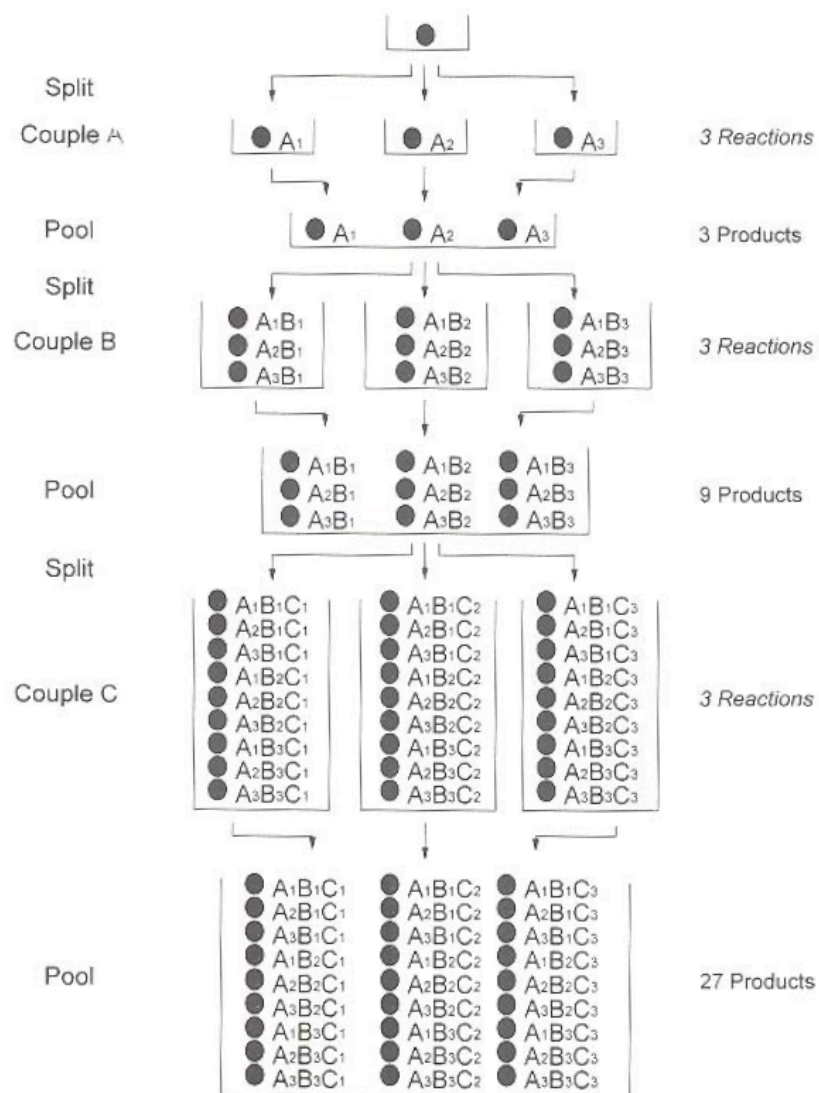 Split
Couple A A1 A2 A3 3 Reactions
Pool A1 A2 A3 3 Products
Split
A1B1 A1B2 A1B3
Couple B A2B1 A2B2 A2B3 3 Reactions
A3B1 A3B2 A3B3
A1B1 A1B2 A1B3
Pool A2B1 A2B2 A2B3 9 Products
A3B1 A3B2 A3B3
Split
A1B1C1 A1B1C2 A1B1C3
A2B1C1 A2B1C2 A2B1C3
A3B1C1 A3B1C2 A3B1C3
A1B2C1 A1B2C2 A1B2C3
Couple C A2B2C1 A2B2C2 A2B2C3 3 Reactions
A3B2C1 A3B2C2 A3B2C3
A1B3C1 A1B3C2 A1B3C3
A2B3C1 A2B3C2 A2B3C3
A3B3C1 A3B3C2 A3B3C3
A1B1C1 A1B1C2 A1B1C3
A2B1C1 A2B1C2 A2B1C3
A3B1C1 A3B1C2 A3B1C3
A1B2C1 A1B2C2 A1B2C3
Pool A2B2C1 A2B2C2 A2B2C3 27 Products
A3B2C1 A3B2C2 A3B2C3
A1B3C1 A1B3C2 A1B3C3
A2B3C1 A2B3C2 A2B3C3
A3B3C1 A3B3C2 A3B3C3